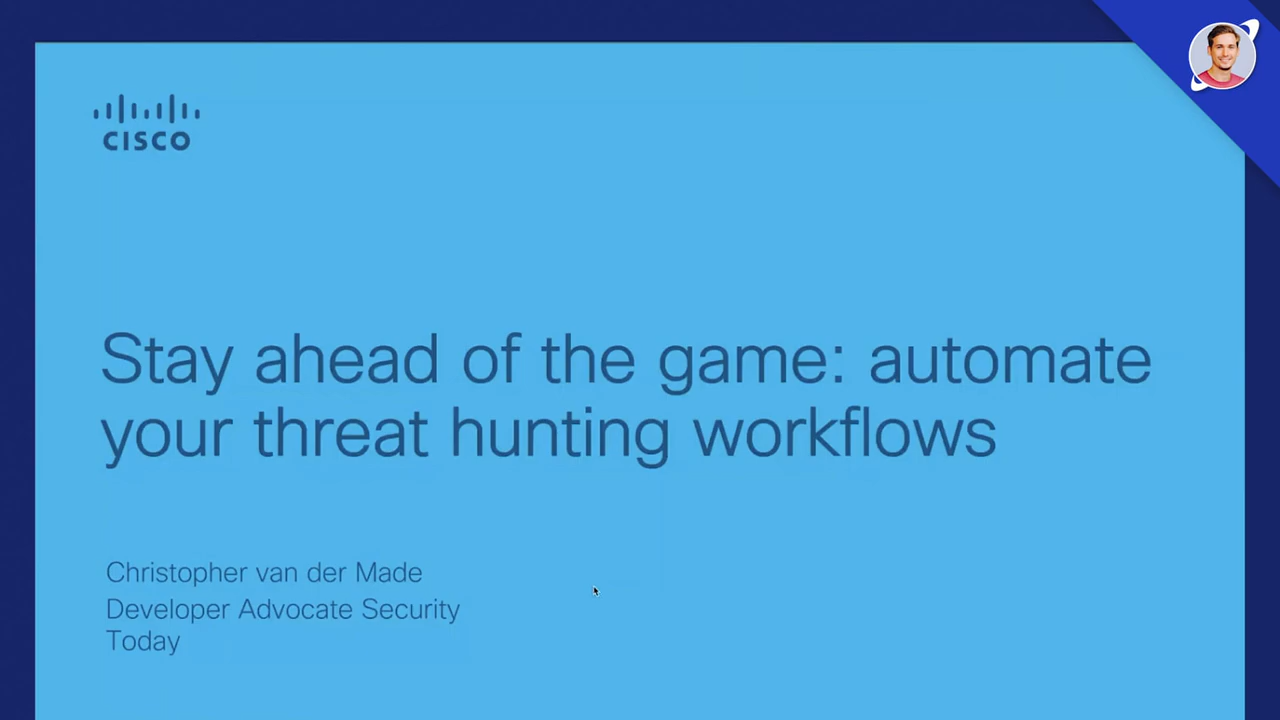 CISCO
Stay ahead of the game: automate
your threat hunting workflows
Christopher van der Made
Developer Advocate Security
Today